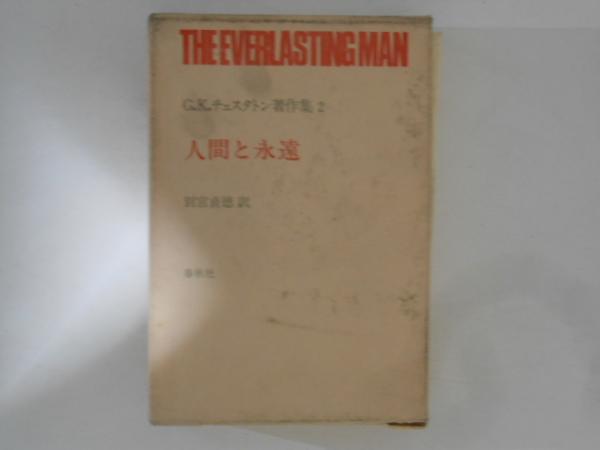 THE EVERLASTING MAN
G.K.チェスタトン著作集 2
人間と永遠
別宮貞徳 訳
春秋社